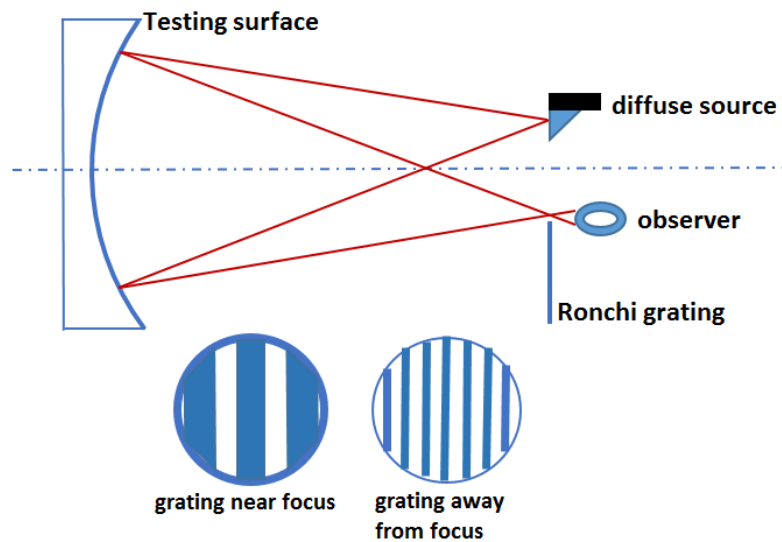 Testing surface
diffuse source
observer
Ronchi grating
grating near focus
grating away
from focus